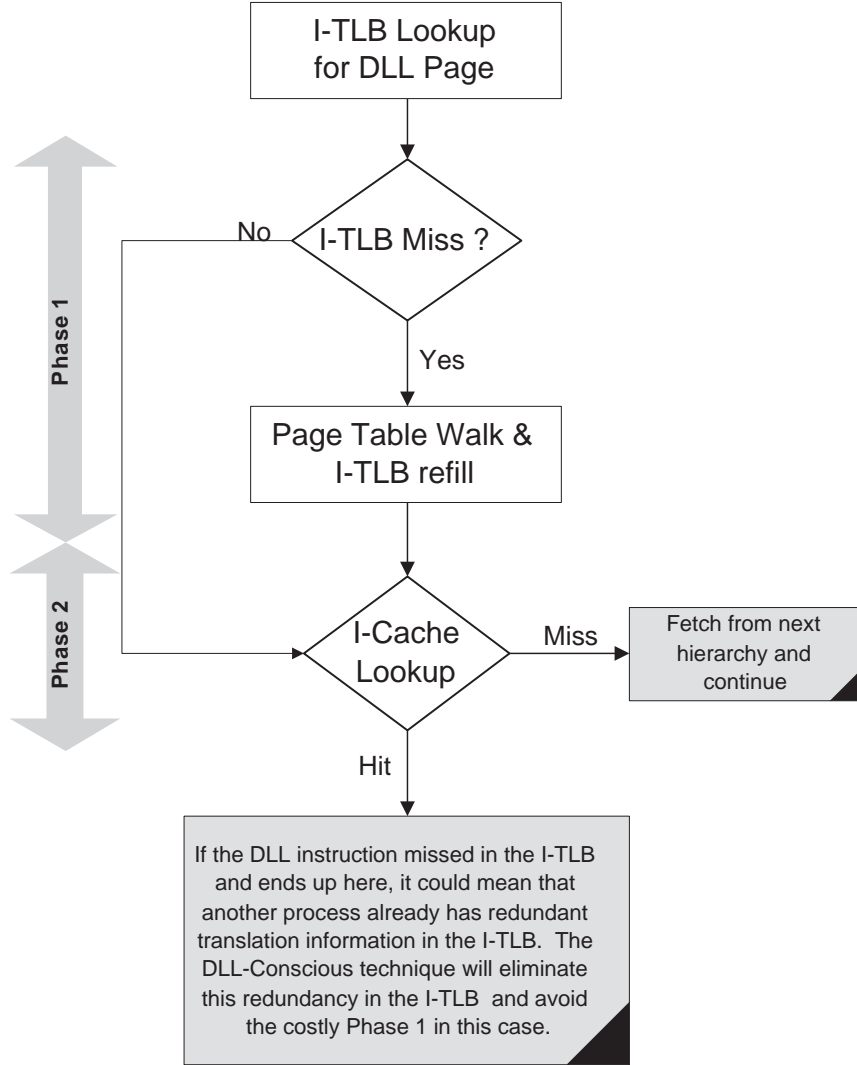 I-TLB Lookup
for DLL Page
No
I-TLB Miss ?
Phase 1
Yes
Page Table Walk &
I-TLB refill
Phase 2
I-Cache
Lookup
Miss
Fetch from next
hierarchy and
continue
Hit
If the DLL instruction missed in the I-TLB
and ends up here, it could mean that
another process already has redundant
translation information in the I-TLB.  The
DLL-Conscious technique will eliminate
this redundancy in the I-TLB  and avoid
the costly Phase 1 in this case.